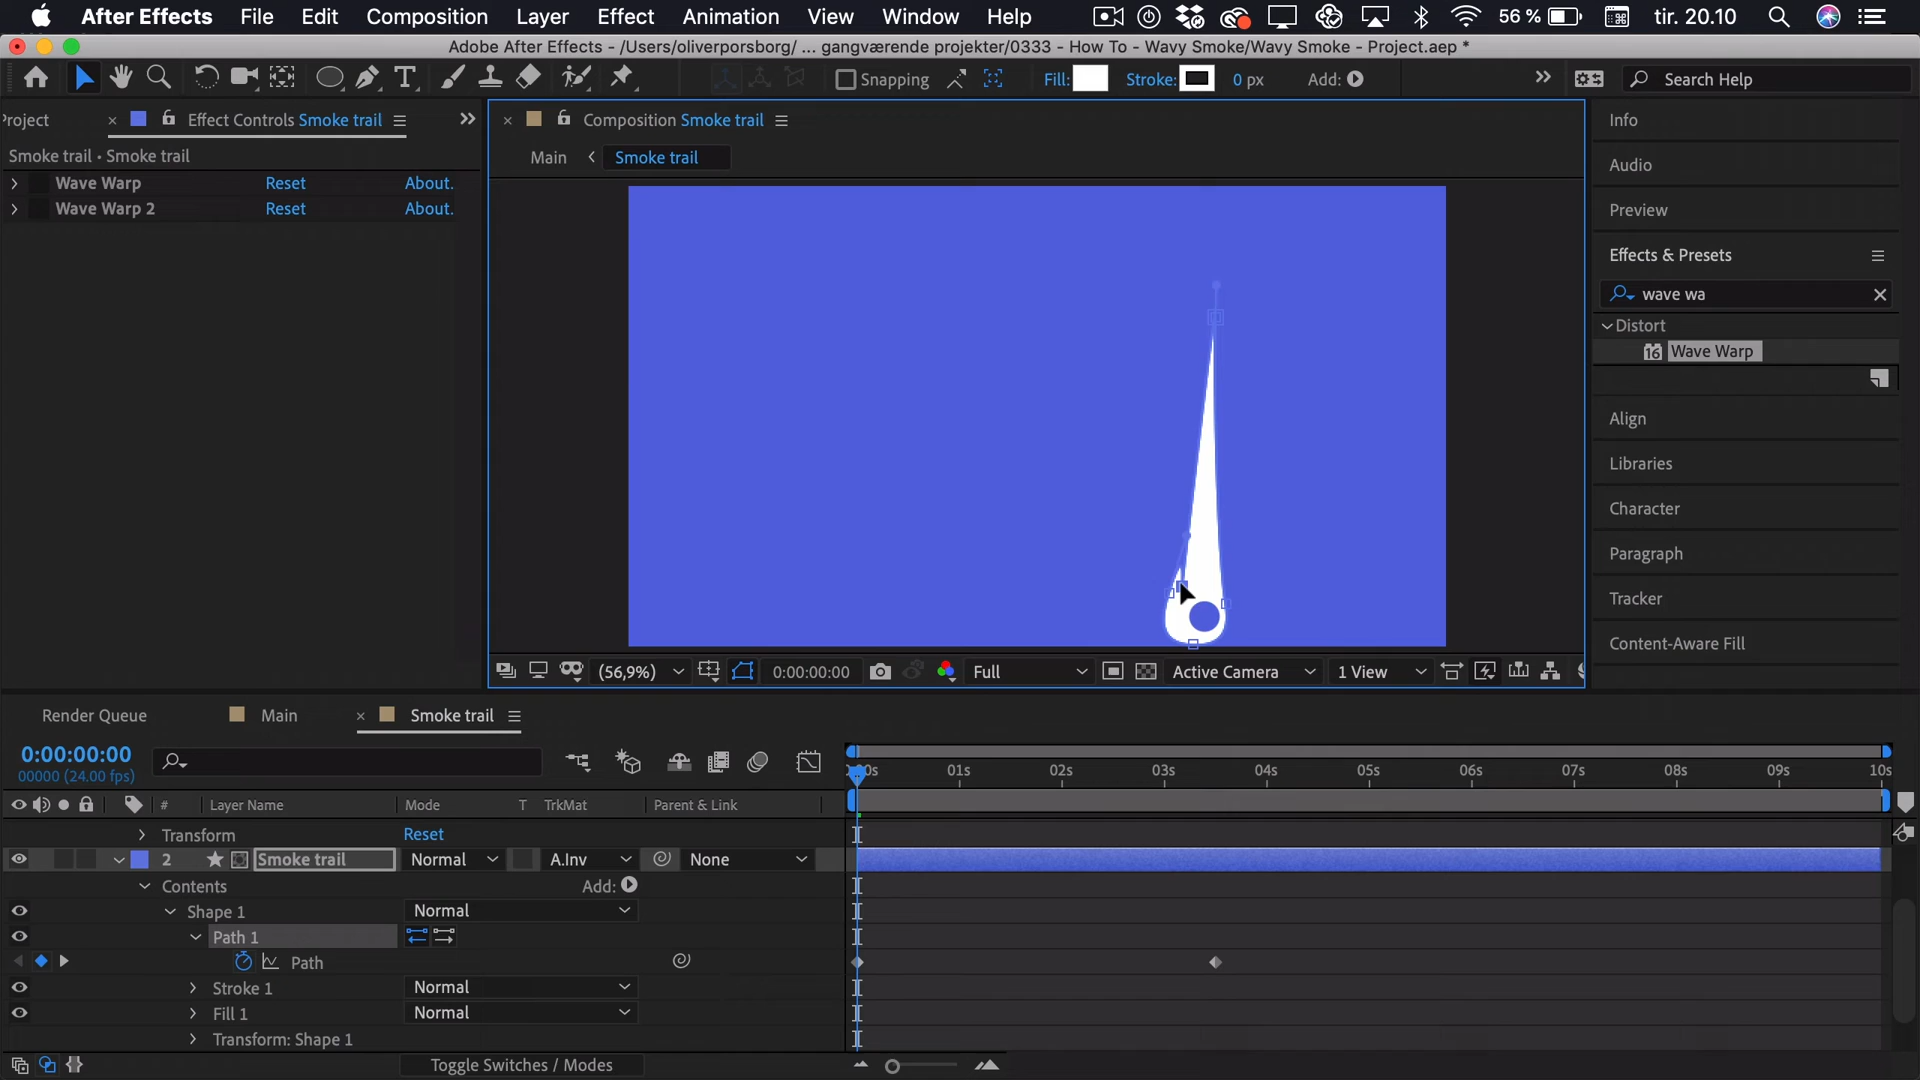 After Effects File Edit Composition Layer Effect Animation View Window Help 56 % tir. 20.10
Adobe After Effects - /Users/oliverporsborg/ ... gangværende projekter/0333 - How To - Wavy Smoke/Wavy Smoke - Project.aep *
T Snapping Fill: Stroke: 0 px Add: Search Help
Project Effect Controls Smoke trail
Smoke trail • Smoke trail
Wave Warp Reset About.
Wave Warp 2 Reset About.
Composition Smoke trail
Main Smoke trail
(56,9%) 0:00:00:00 Full Active Camera 1 View
Info
Audio
Preview
Effects & Presets
wave wa
Distort
16 Wave Warp
Align
Libraries
Character
Paragraph
Tracker
Content-Aware Fill
Render Queue Main Smoke trail
0:00:00:00
00000 (24.00 fps)
01s 02s 03s 04s 05s 06s 07s 08s 09s 10s
# Layer Name Mode T TrkMat Parent & Link
Transform Reset
2 Smoke trail Normal A.Inv None
Contents Add:
Shape 1 Normal
Path 1
Path
Stroke 1 Normal
Fill 1 Normal
Transform: Shape 1
Toggle Switches / Modes